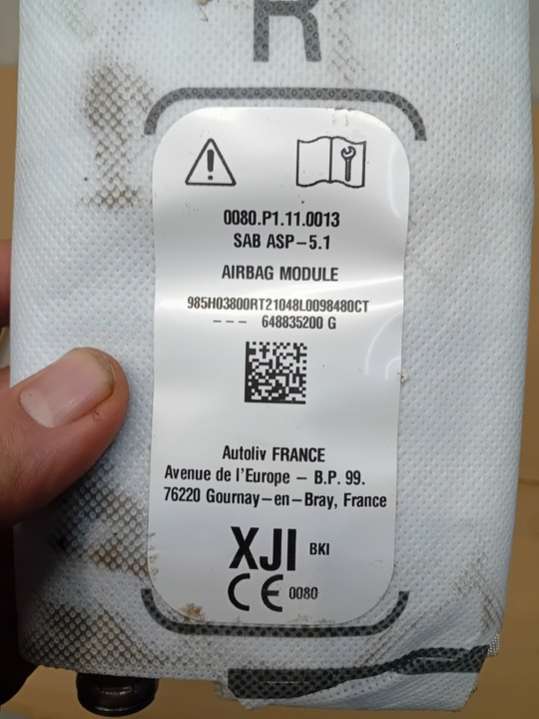 R
0080.P1.11.0013
SAB ASP-5.1
AIRBAG MODULE
985H03800RT21048L0098480CT
--- 648835200 G
Autoliv FRANCE
Avenue de l'Europe - B.P. 99.
76220 Gournay-en-Bray, France
XJI BKI
CE 0080